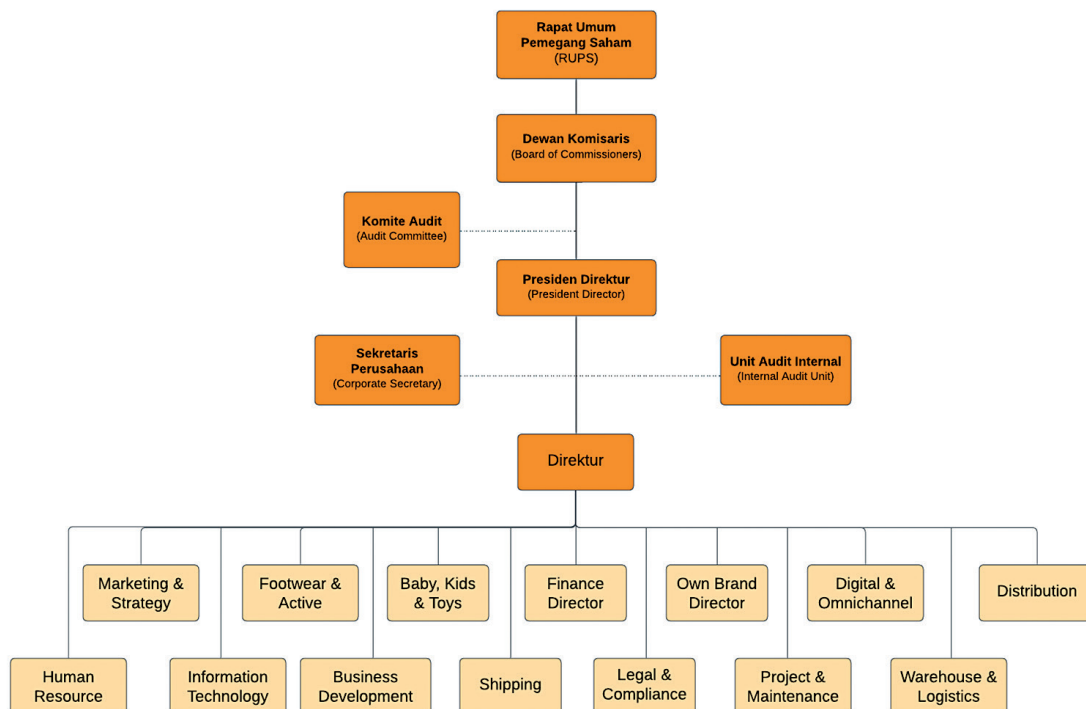 Rapat Umum
Pemegang Saham
(RUPS)
Dewan Komisaris
(Board of Commissioners)
Komite Audit
(Audit Committee)
Presiden Direktur
(President Director)
Sekretaris
Perusahaan
(Corporate Secretary)
Unit Audit Internal
(Internal Audit Unit)
Direktur
Marketing &
Strategy
Footwear &
Active
Baby, Kids
& Toys
Finance
Director
Own Brand
Director
Digital &
Omnichannel
Distribution
Human
Resource
Information
Technology
Business
Development
Shipping
Legal &
Compliance
Project &
Maintenance
Warehouse &
Logistics